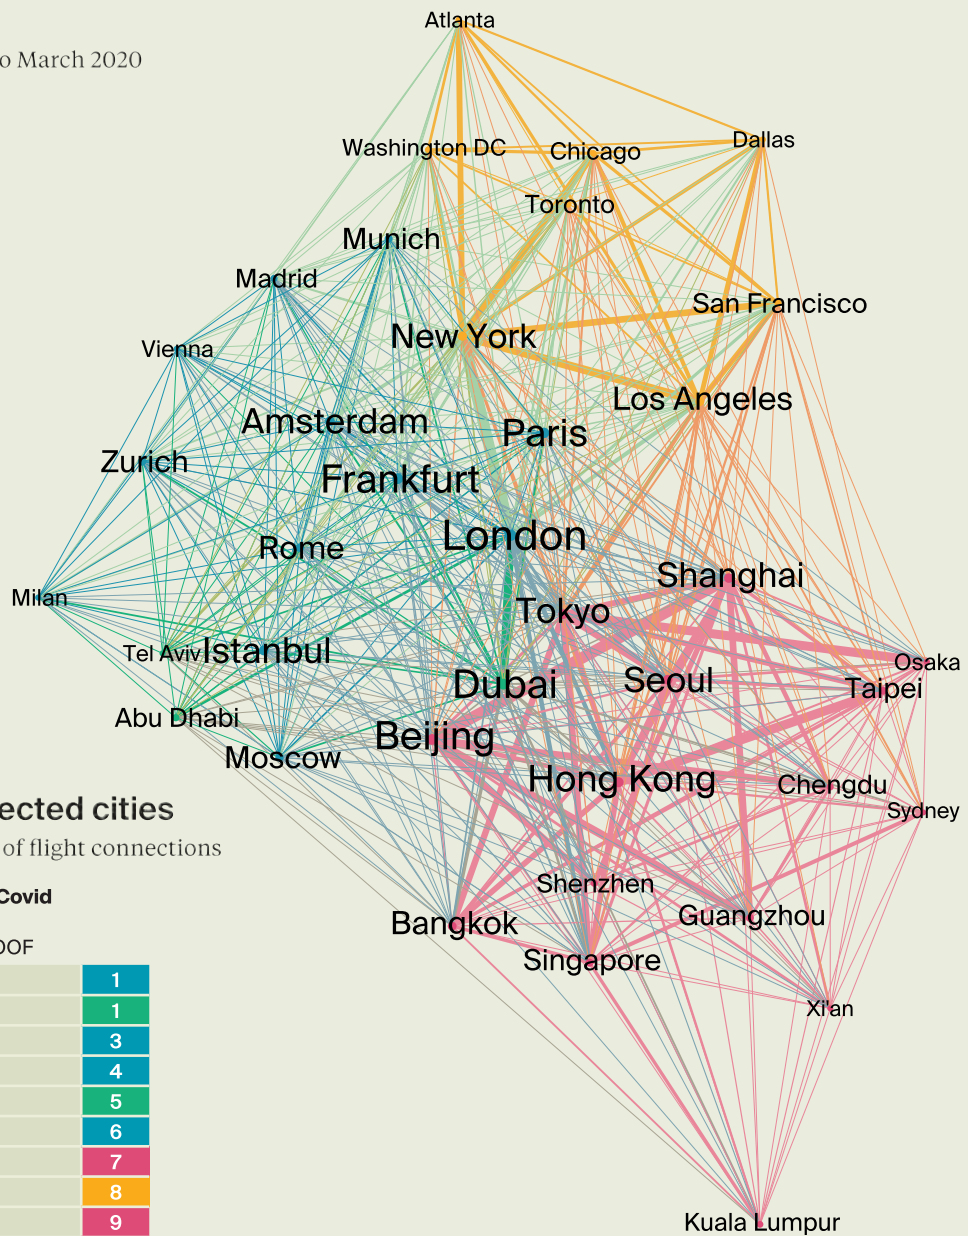 Atlanta
o March 2020
Dallas
Washington DC
Chicago
Toronto
Munich
Madrid
San Francisco
New York
Vienna
Los Angeles
Amsterdam
Paris
Zurich
Frankfurt
London
Rome
Shanghai
Milan
Tokyo
Tel Aviv
Istanbul
Osaka
Dubai
Seoul
Taipei
Abu Dhabi
Beijing
Moscow
Hong Kong
Chengdu
ected cities
Sydney
of flight connections
Shenzhen
Covid
Guangzhou
Bangkok
OOF
Singapore
1
Xi'an
1
3
4
5
6
7
8
9
Kuala Lumpur